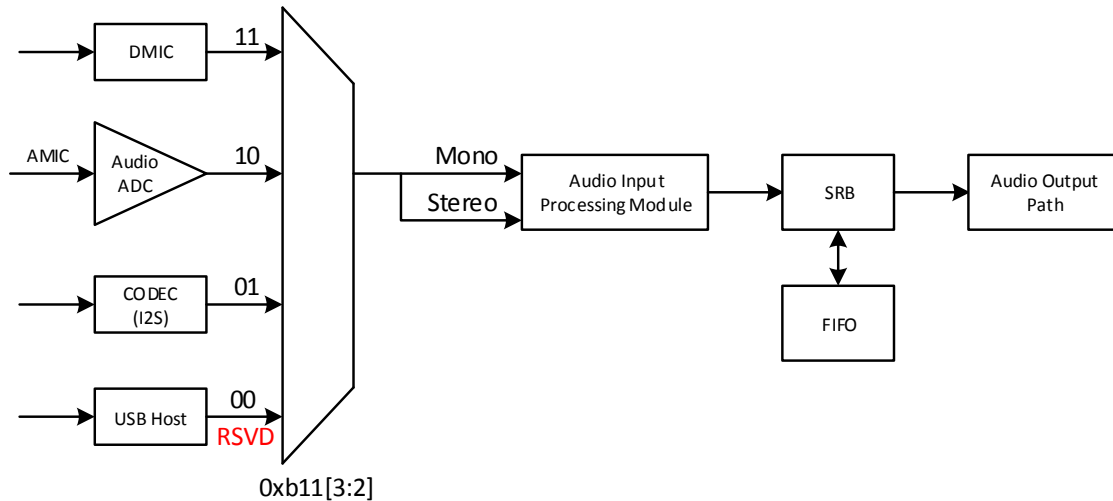 DMIC
11
AMIC
Audio
ADC
10
CODEC
(I2S)
01
USB Host
00
RSVD
0xb11[3:2]
Mono
Stereo
Audio Input
Processing Module
SRB
FIFO
Audio Output
Path